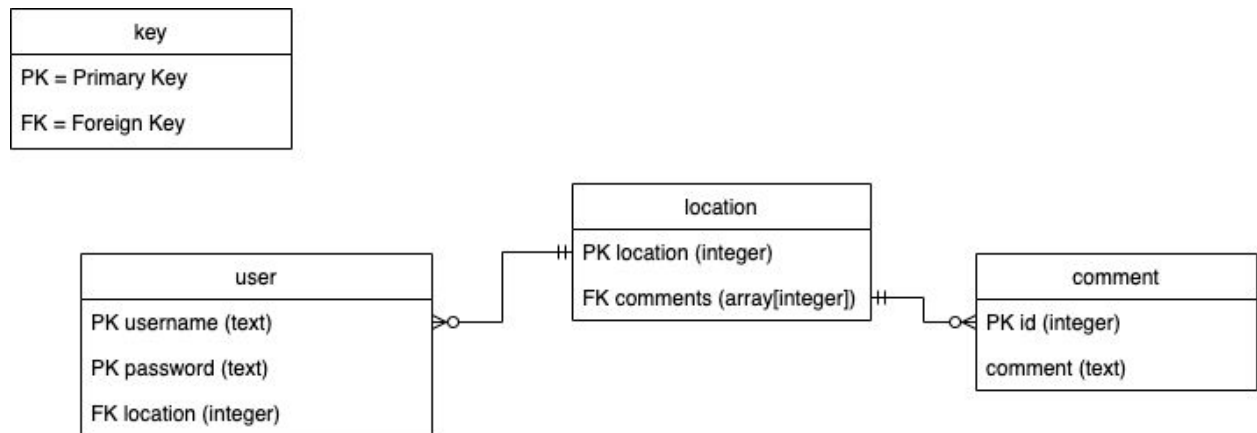 key
PK = Primary Key
FK = Foreign Key
location
PK location (integer)
FK comments (array[integer])
user
PK username (text)
PK password (text)
FK location (integer)
comment
PK id (integer)
comment (text)